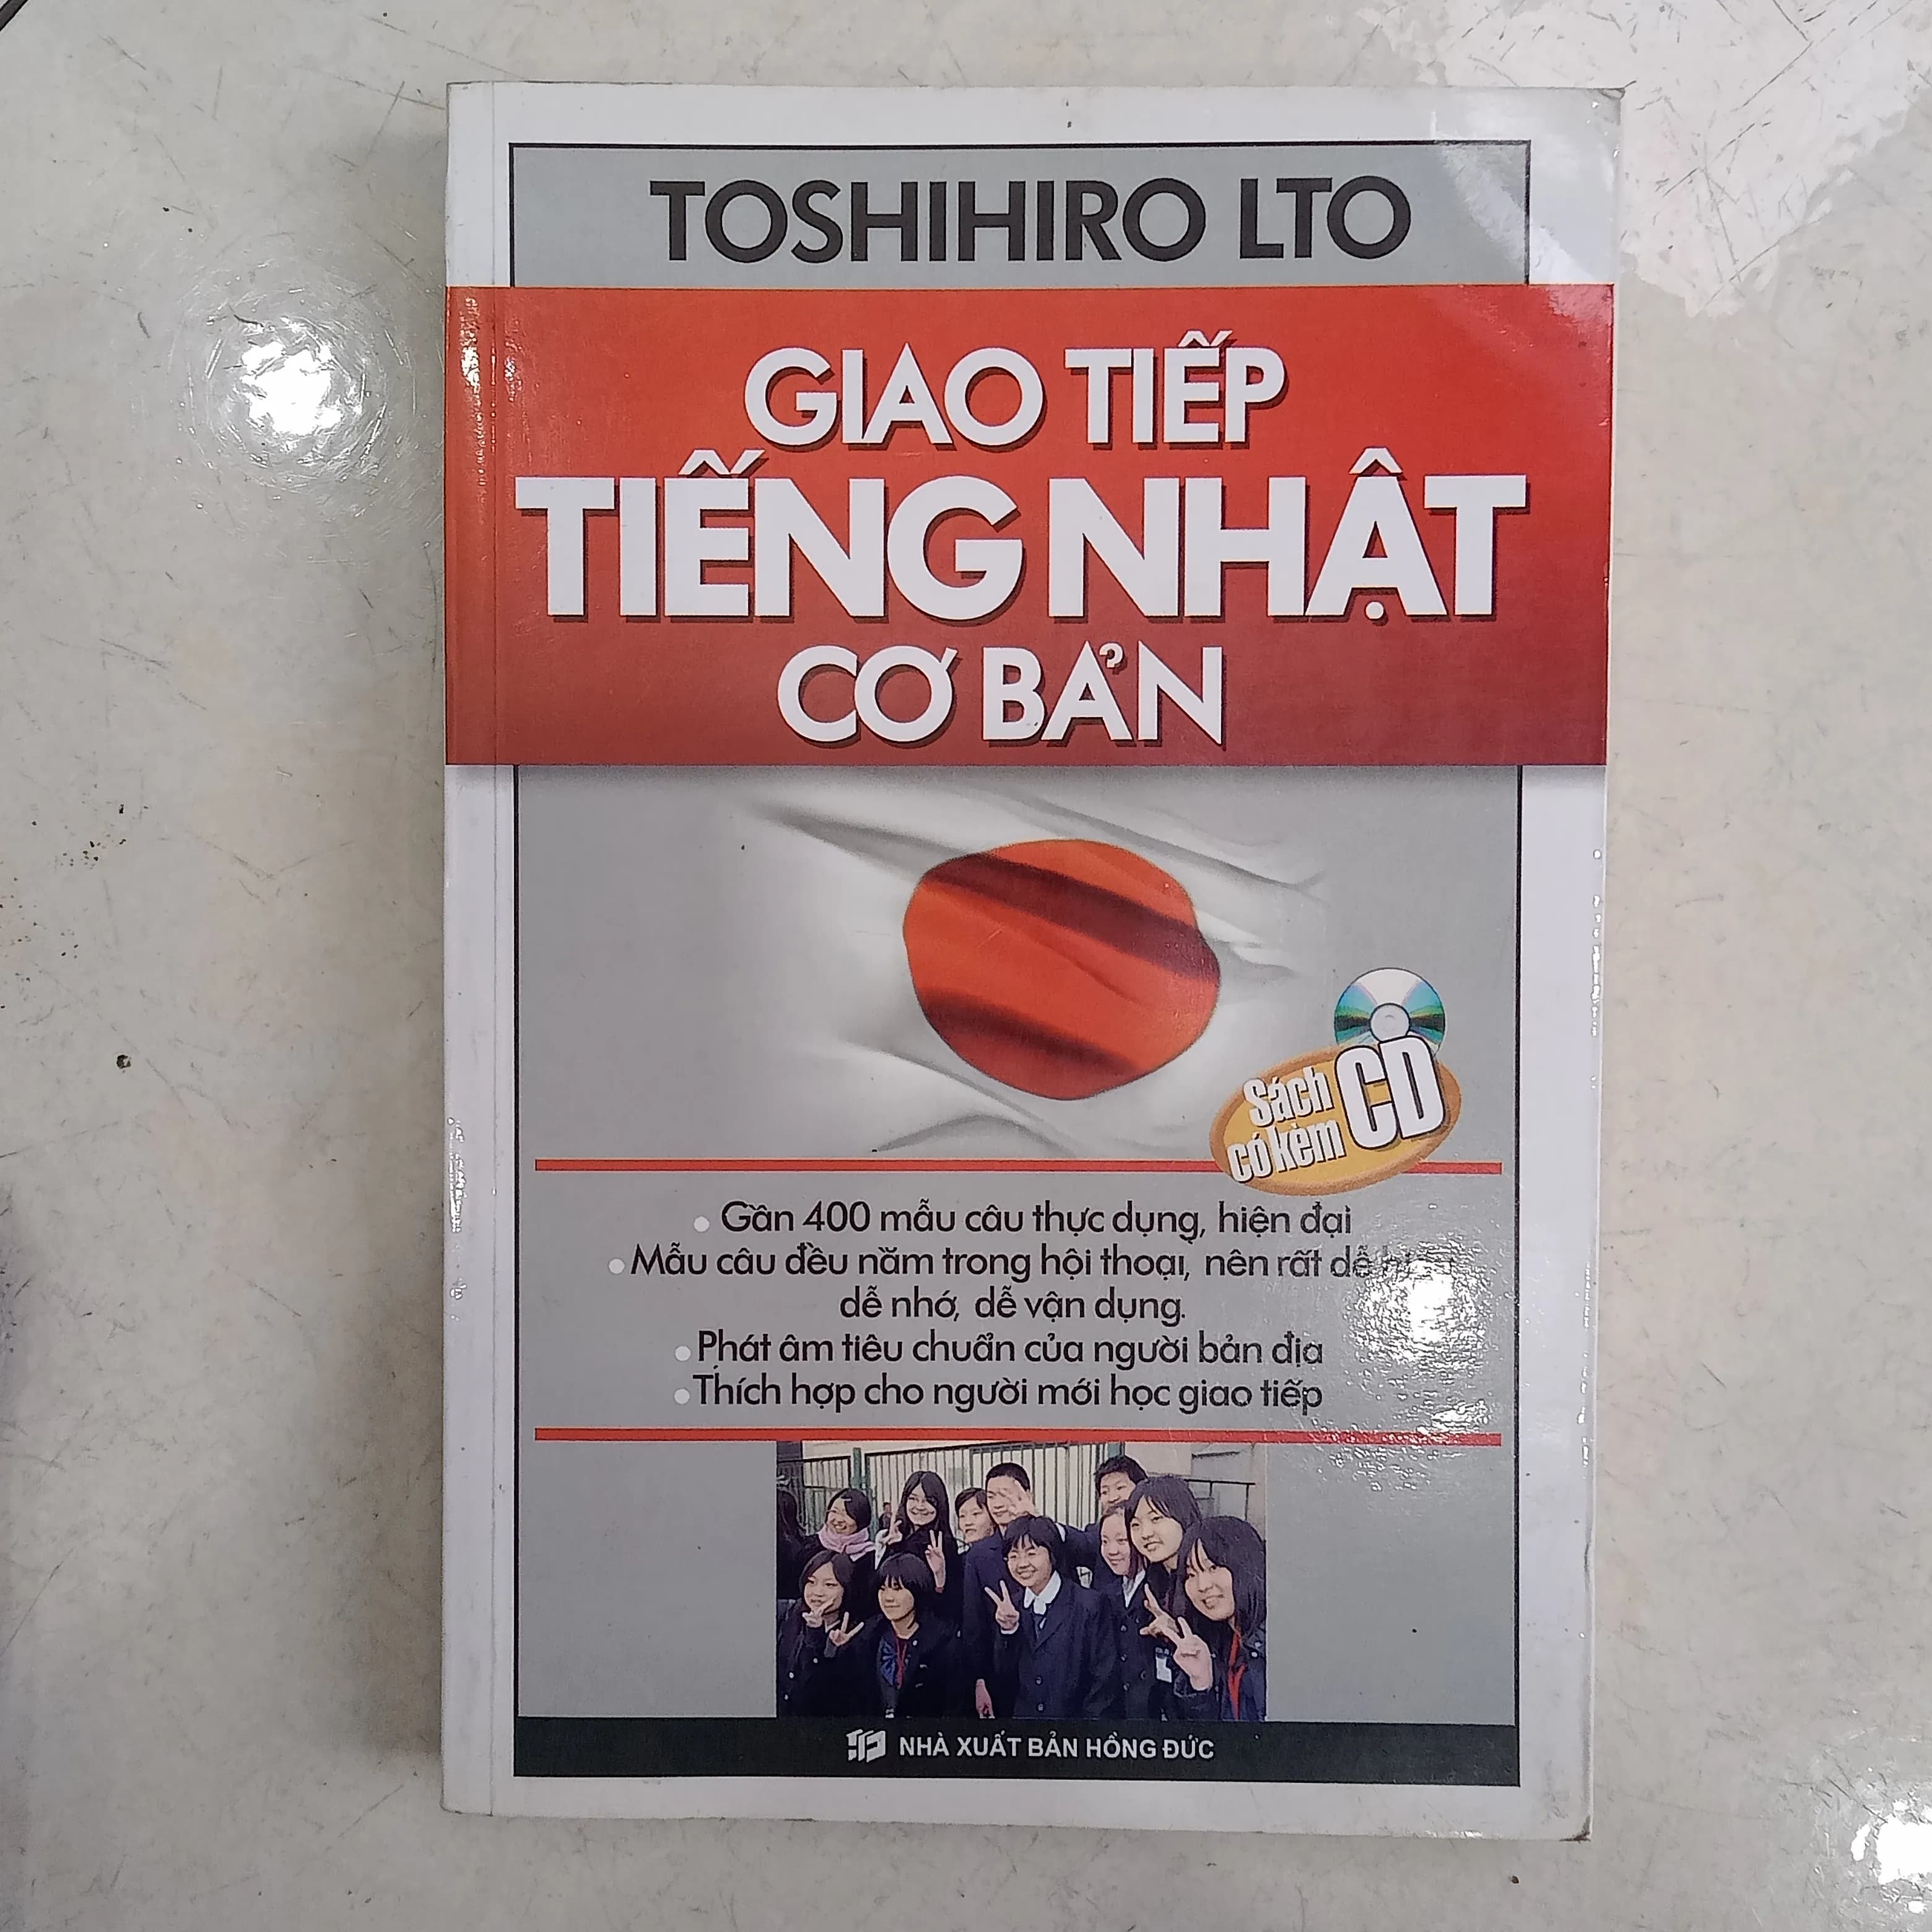 TOSHIHIRO LTO
GIAO TIẾP
TIẾNG NHẬT
CƠ BẢN
Sách
có kèm
CD
Gần 400 mẫu câu thực dụng, hiện đại
Mẫu câu đều nằm trong hội thoại, nên rất dễ
dễ nhớ, dễ vận dụng.
Phát âm tiêu chuẩn của người bản địa
Thích hợp cho người mới học giao tiếp
NHÀ XUẤT BẢN HỒNG ĐỨC